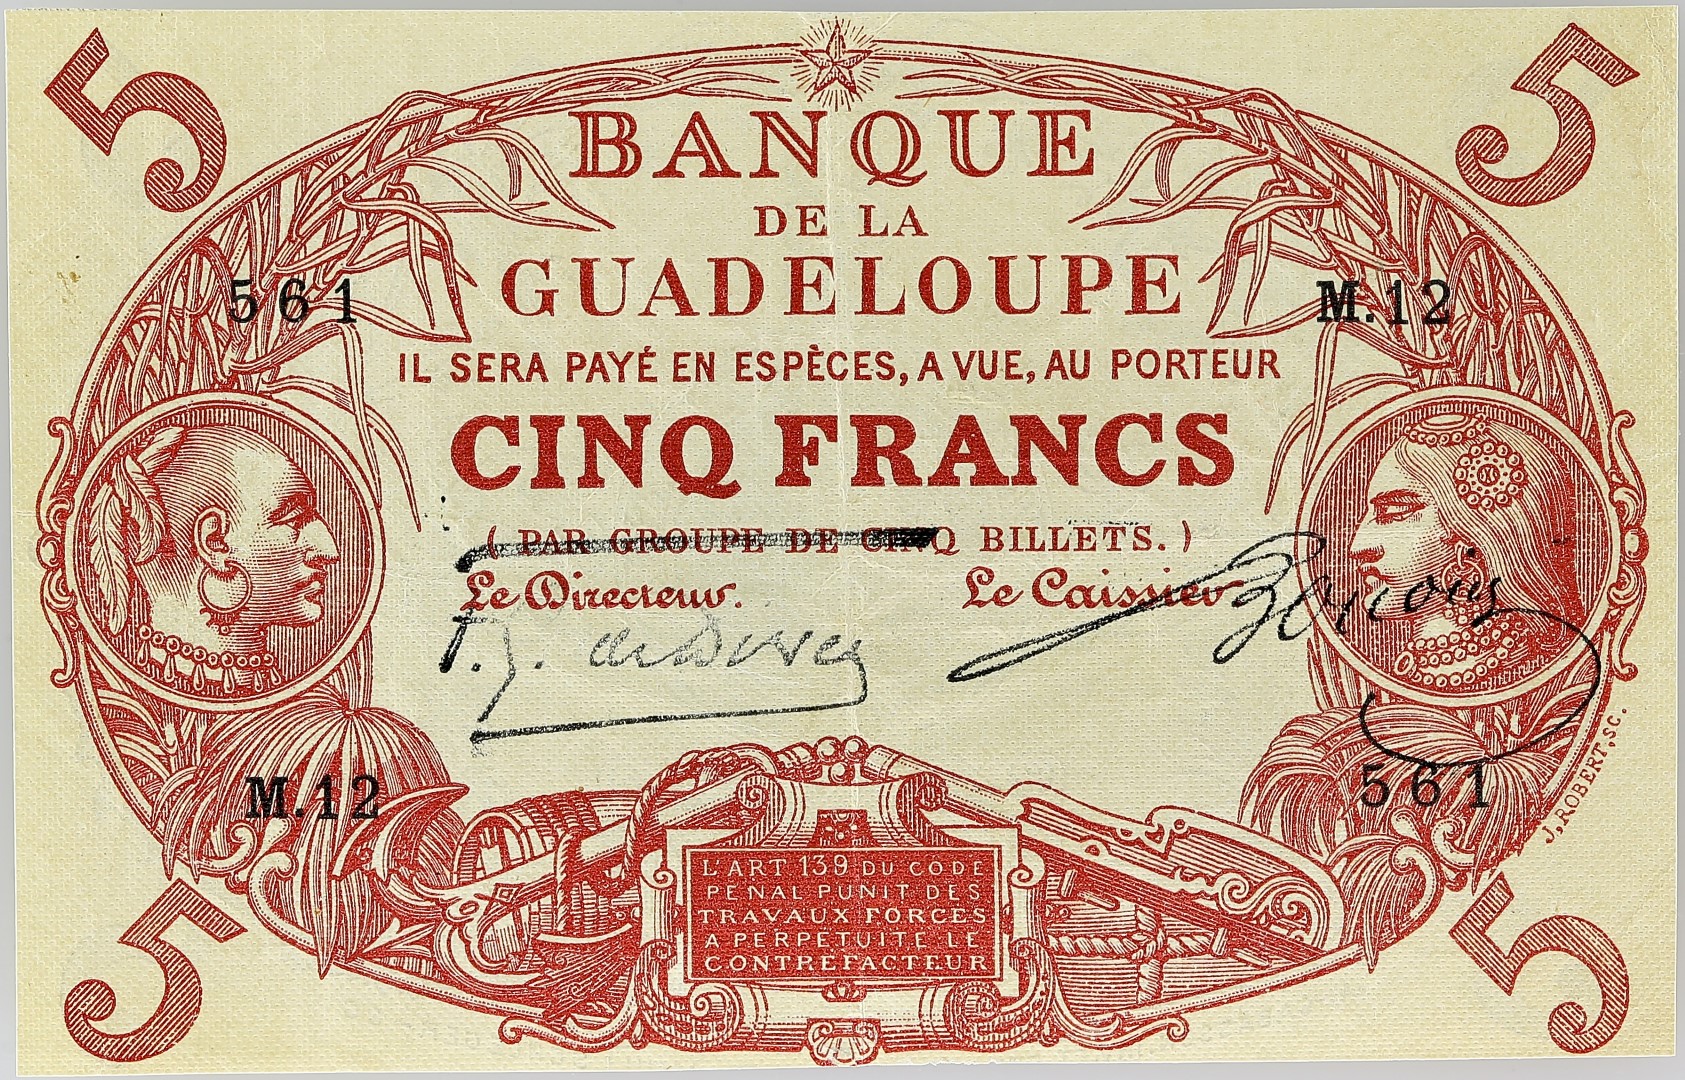 5 5
BANQUE
DE LA
GUADELOUPE
561 M.12
IL SERA PAYÉ EN ESPÈCES, A VUE, AU PORTEUR
CINQ FRANCS
( PAR GROUPE DE CINQ BILLETS. )
Le Directeur. Le Caissier
M.12 561
J. ROBERT, SC.
L'ART 139 DU CODE
PENAL PUNIT DES
TRAVAUX FORCES
A PERPETUITE LE
CONTREFACTEUR
5 5